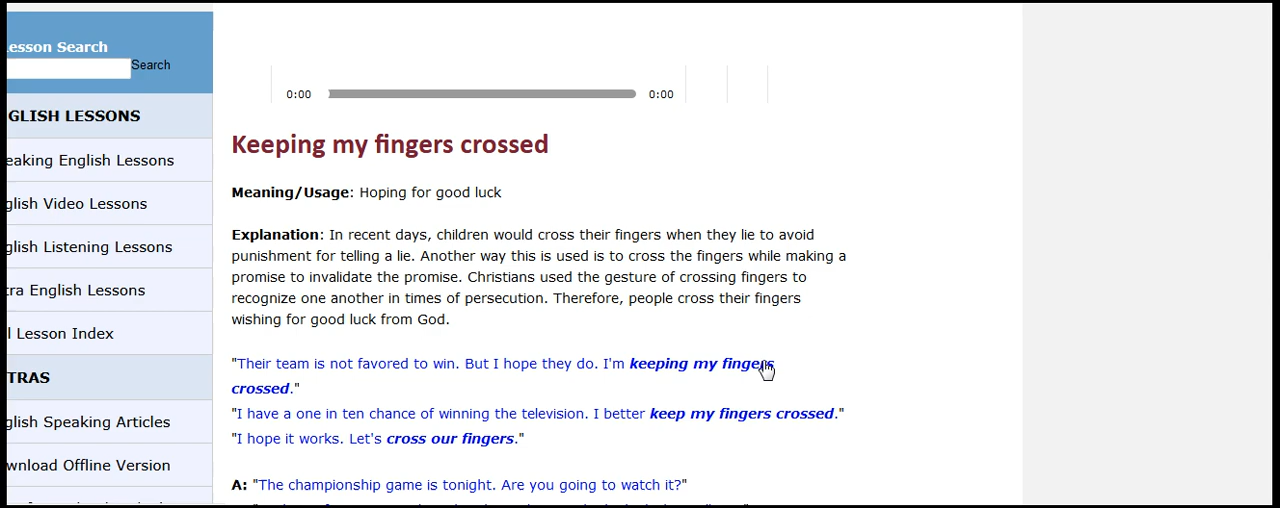 esson Search
Search
GLISH LESSONS
eaking English Lessons
glish Video Lessons
glish Listening Lessons
tra English Lessons
l Lesson Index
TRAS
glish Speaking Articles
wnload Offline Version
0:00 0:00
Keeping my fingers crossed
Meaning/Usage: Hoping for good luck
Explanation: In recent days, children would cross their fingers when they lie to avoid
punishment for telling a lie. Another way this is used is to cross the fingers while making a
promise to invalidate the promise. Christians used the gesture of crossing fingers to
recognize one another in times of persecution. Therefore, people cross their fingers
wishing for good luck from God.
"Their team is not favored to win. But I hope they do. I'm keeping my fingers
crossed."
"I have a one in ten chance of winning the television. I better keep my fingers crossed."
"I hope it works. Let's cross our fingers."
A: "The championship game is tonight. Are you going to watch it?"